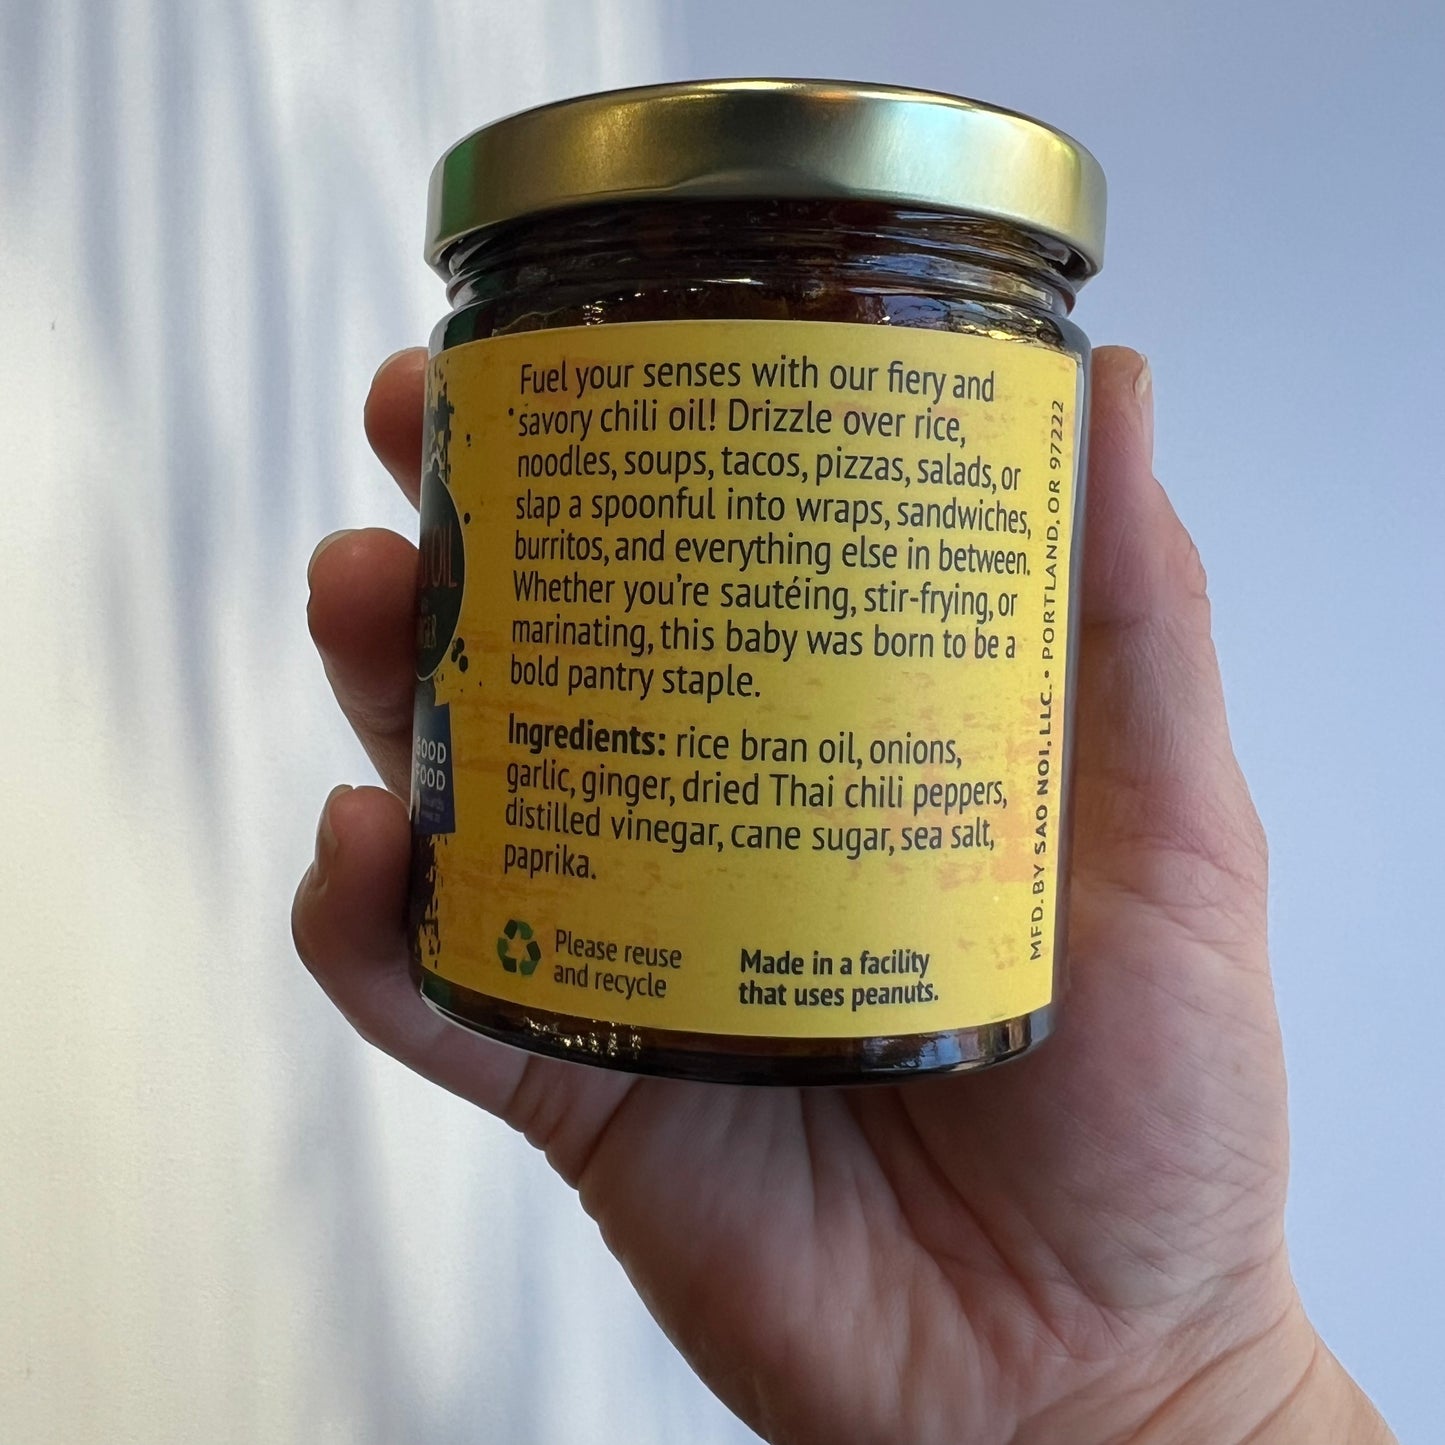 Fuel your senses with our fiery and
savory chili oil! Drizzle over rice,
noodles, soups, tacos, pizzas, salads, or
slap a spoonful into wraps, sandwiches,
burritos, and everything else in between.
Whether you're sautéing, stir-frying, or
marinating, this baby was born to be a
bold pantry staple.
Ingredients: rice bran oil, onions,
garlic, ginger, dried Thai chili peppers,
distilled vinegar, cane sugar, sea salt,
paprika.
Please reuse
and recycle
Made in a facility
that uses peanuts.
MFD. BY SAO NOI, LLC. • PORTLAND, OR 97222
OIL
GOOD
FOOD